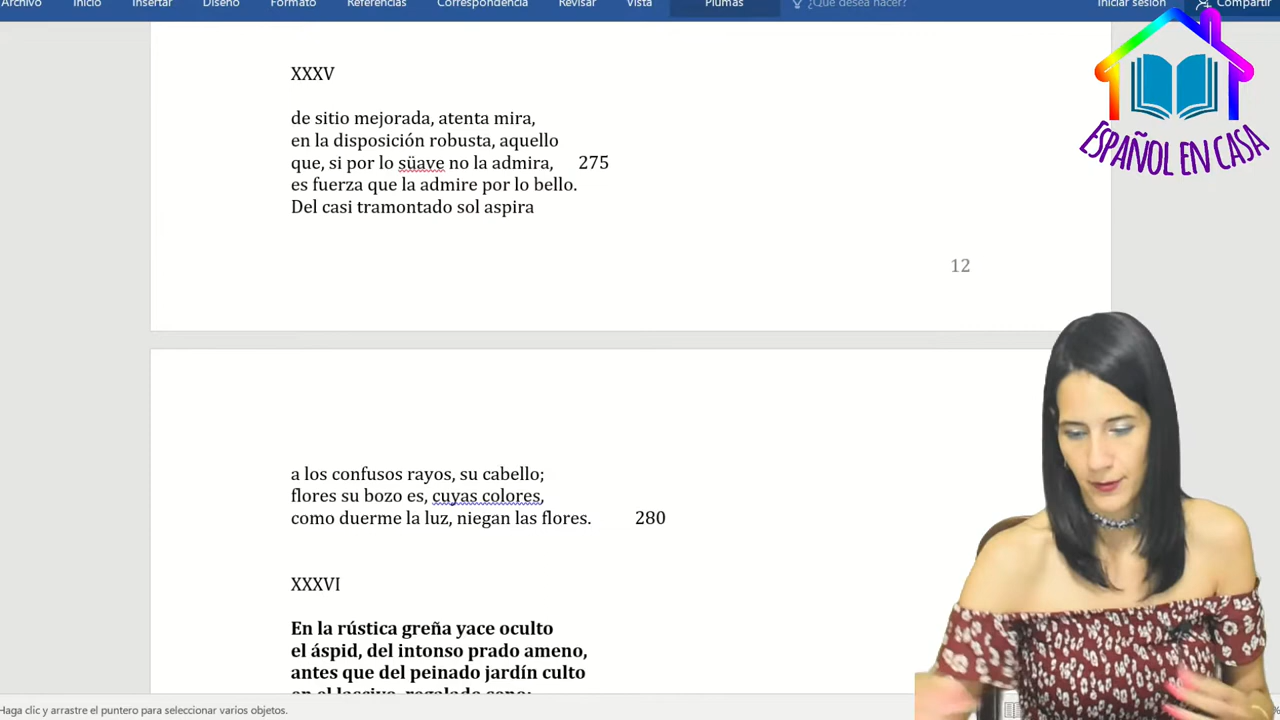 Archivo Inicio Insertar Diseño Formato Referencias Correspondencia Revisar Vista Plumas ¿Qué desea hacer? Iniciar sesión Compartir
XXXV
de sitio mejorada, atenta mira,
en la disposición robusta, aquello
que, si por lo süave no la admira, 275
es fuerza que la admire por lo bello.
Del casi tramontado sol aspira
12
a los confusos rayos, su cabello;
flores su bozo es, cuyas colores,
como duerme la luz, niegan las flores. 280
XXXVI
En la rústica greña yace oculto
el áspid, del intonso prado ameno,
antes que del peinado jardín culto
en el lascivo, regalado seno:
Haga clic y arrastre el puntero para seleccionar varios objetos.
ESPAÑOL EN CASA